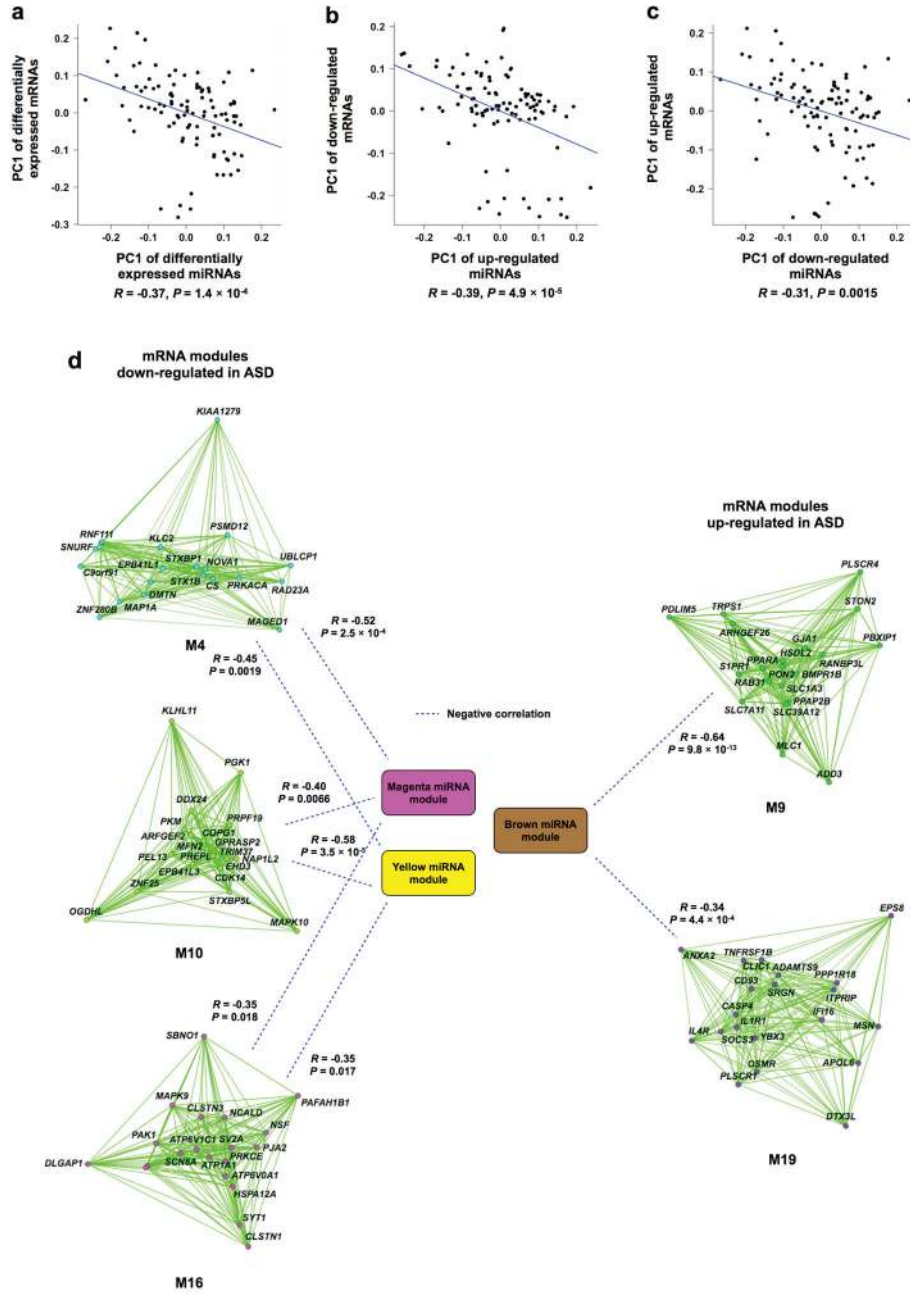 a
b
c
0.2
0.1
0.0
-0.1
-0.2
-0.3
PC1 of differentially
expressed mRNAs
-0.2 -0.1 0.0 0.1 0.2
PC1 of differentially
expressed miRNAs
R = -0.37, P = 1.4 × 10-4
0.2
0.1
0.0
-0.1
-0.2
PC1 of down-regulated
mRNAs
-0.2 -0.1 0.0 0.1 0.2
PC1 of up-regulated
miRNAs
R = -0.39, P = 4.9 × 10-5
0.2
0.1
0.0
-0.1
-0.2
PC1 of up-regulated
mRNAs
-0.2 -0.1 0.0 0.1 0.2
PC1 of down-regulated
miRNAs
R = -0.31, P = 0.0015
d
mRNA modules
down-regulated in ASD
KIAA1279
RNF111
SNURF
KLC2
PSMD12
STXBP1
NOVA1
UBLCP1
C9orf91
EPB41L1
STX1B
CS
PRKACA
RAD23A
DMTN
ZNF280B
MAP1A
MAGED1
M4
R = -0.52
P = 2.5 × 10-4
R = -0.45
P = 0.0019
KLHL11
PGK1
DDX24
PKM
PRPF19
ARFGEF2
COPG1
GPRASP2
MFN2
TRIM37
PEL13
PREPL
NAP1L2
EHD3
EPB41L3
CDK14
ZNF25
STXBP5L
OGDHL
MAPK10
M10
R = -0.40
P = 0.0066
R = -0.58
P = 3.5 × 10-5
Negative correlation
Magenta miRNA
module
Yellow miRNA
module
Brown miRNA
module
R = -0.35
P = 0.018
R = -0.35
P = 0.017
SBNO1
MAPK9
PAFAH1B1
CLSTN3
NCALD
NSF
PAK1
ATP6V1C1
SV2A
PJA2
DLGAP1
SCN8A
PRKCE
ATP1A1
ATP6V0A1
HSPA12A
SYT1
CLSTN1
M16
mRNA modules
up-regulated in ASD
PLSCR4
PDLIM5
TRPS1
STON2
ARHGEF26
GJA1
PBXIP1
HSDL2
S1PR1
PPARA
RANBP3L
PON2
BMPR1B
RAB31
SLC1A3
SLC7A11
PPAP2B
SLC39A12
MLC1
ADD3
M9
R = -0.64
P = 9.8 × 10-13
R = -0.34
P = 4.4 × 10-4
EPS8
ANXA2
TNFRSF1B
CLIC1
ADAMTS9
CD93
PPP1R18
SRGN
ITPRIP
CASP4
IFI16
IL1R1
MSN
IL4R
SOCS3
YBX3
OSMR
APOL6
PLSCR1
DTX3L
M19